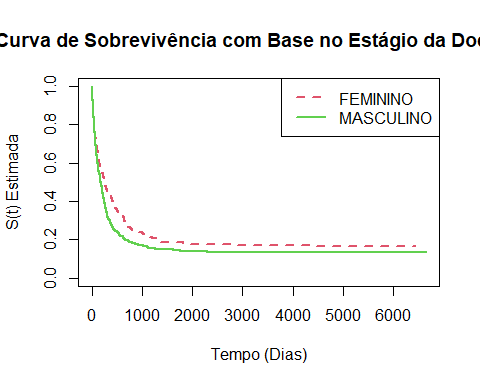 Curva de Sobrevivência com Base no Estágio da Doe
S(t) Estimada
1.0
0.8
0.6
0.4
0.2
0.0
FEMININO
MASCULINO
0 1000 2000 3000 4000 5000 6000
Tempo (Dias)